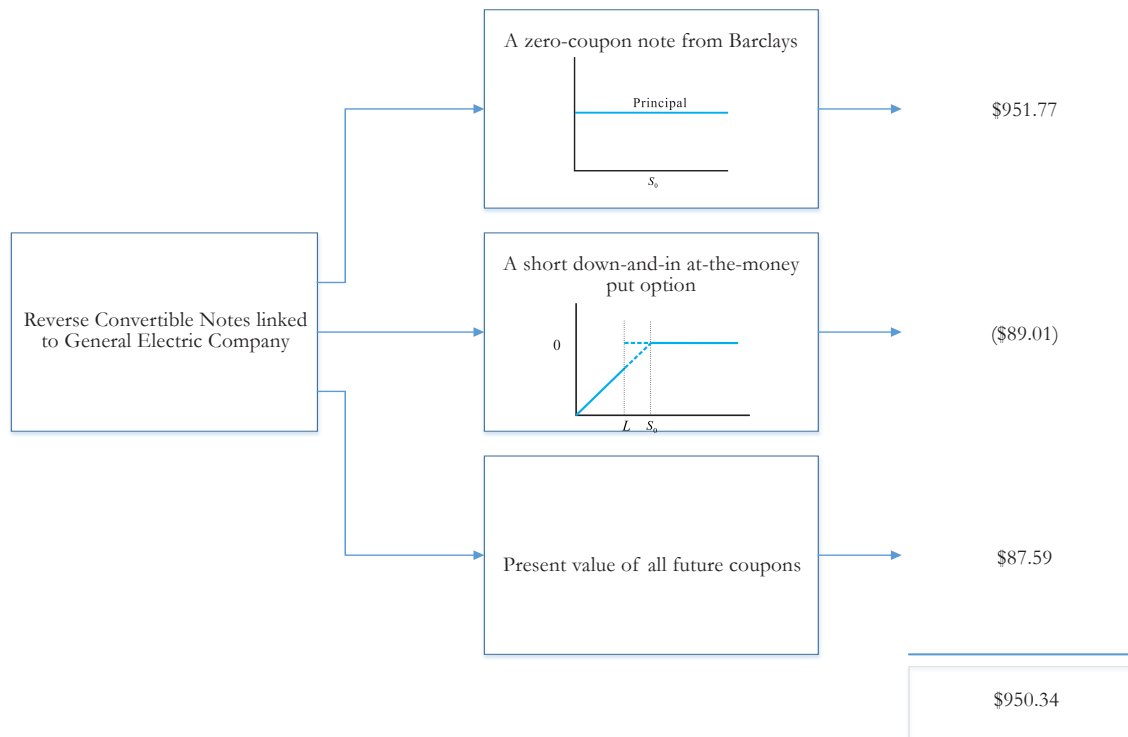 A zero-coupon note from Barclays
Principal
S₀
$951.77
Reverse Convertible Notes linked
to General Electric Company
A short down-and-in at-the-money
put option
0
L S₀
($89.01)
Present value of all future coupons
$87.59
$950.34